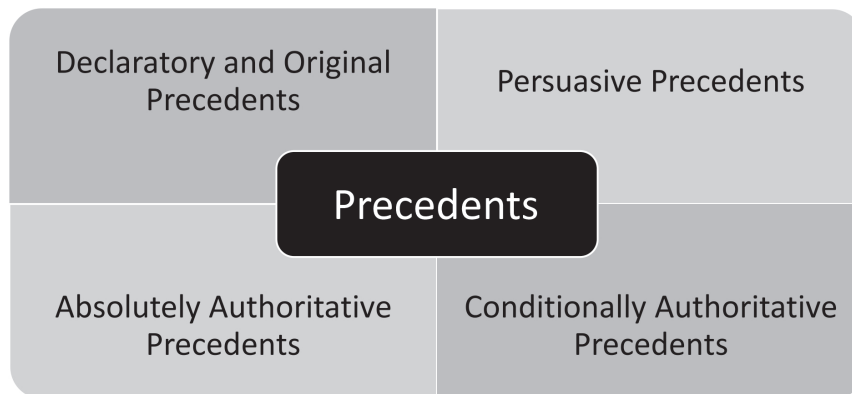 Declaratory and Original
Precedents
Persuasive Precedents
Precedents
Absolutely Authoritative
Precedents
Conditionally Authoritative
Precedents